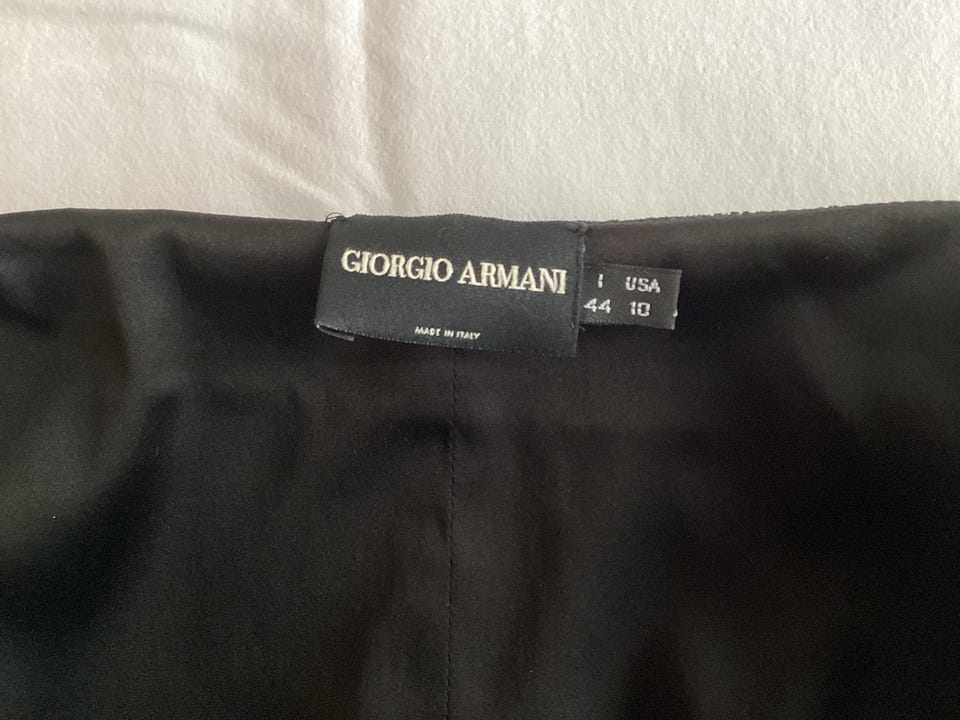 GIORGIO ARMANI
MADE IN ITALY
I USA
44 10